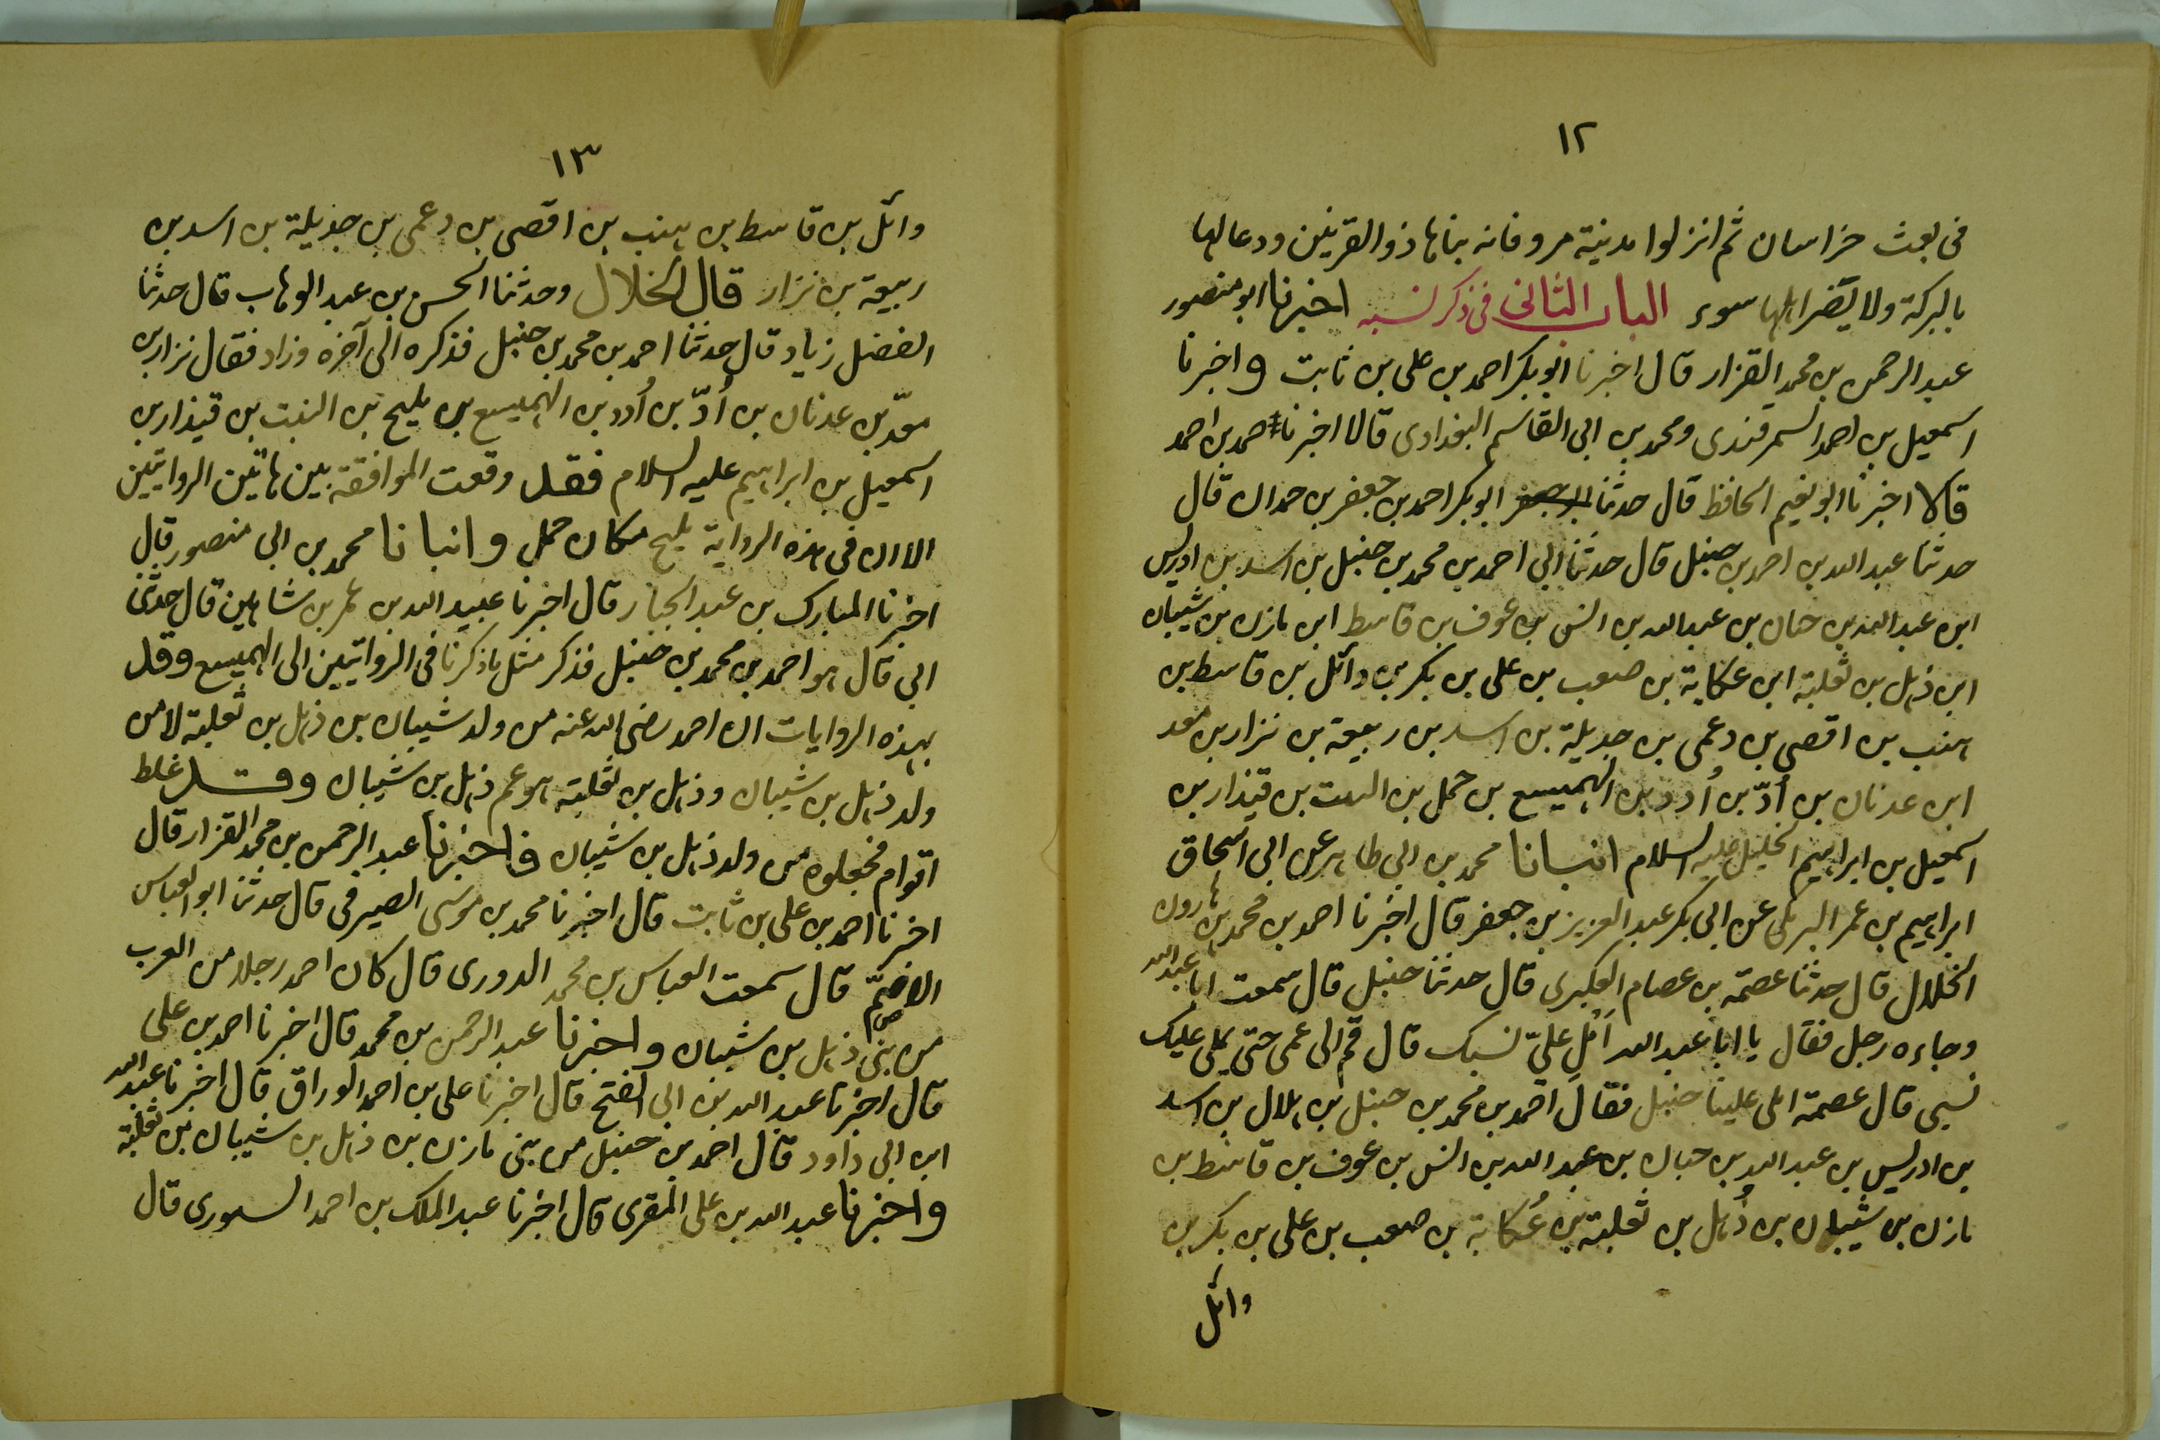 ١٢
فى بعث خراسان ثم انزلوا مدينة مرو فانه بناها ذو القرنين ودعا لها
بالبركة ولا يضر اهلها سوء الباب الثانى فى ذكر نسبه اخبرنا ابو منصور
عبد الرحمن بن محمد القزار قال اخبرنا ابو بكر احمد بن على بن ثابت واخبرنا
اسمعيل بن احمد السمرقندى ومحمد بن ابى القاسم البغدادى قالا اخبرنا حمد بن احمد
قالا اخبرنا ابو نعيم الحافظ قال حدثنا ابو بكر احمد بن جعفر بن حمدان قال
حدثنا عبد الله بن احمد بن حنبل قال حدثنا ابى احمد بن محمد بن حنبل بن اسد بن ادريس
ابن عبد الله بن حيان بن عبد الله بن انس بن عوف بن قاسط ابن مازن بن شيبان
ابن ذهل بن ثعلبة ابن عكاية بن صعب بن على بن بكر بن وائل بن قاسط بن
هنب بن اقصى بن دعمى بن جديلة بن اسد بن ربيعة بن نزار بن معد
ابن عدنان بن أدّ بن أدد بن الهميسع بن حمل بن النبت بن قيذار بن
اسمعيل بن ابراهيم الخليل عليه السلام انبانا محمد بن ابى طاهر عن ابى اسحاق
ابراهيم بن عمر البرمكى عن ابى بكر عبد العزيز بن جعفر قال اخبرنا احمد بن محمد بن هارون
الخلال قال حدثنا عصمة بن عصام العكبرى قال حدثنا حنبل قال سمعت ابا عبد الله
وجاءه رجل فقال يا ابا عبد الله اَمْلِ علىّ نسبك قال قم الى عمى حتى يملى عليك
نسبى قال عصمة املى علينا حنبل فقال احمد بن محمد بن حنبل بن هلال بن اسد
بن ادريس بن عبد الله بن حيان بن عبد الله بن انس بن عوف بن قاسط بن
مازن بن شيبان بن ذُهل بن ثعلبة بن عُكاية بن صعب بن على بن بكر بن
وائل
١٣
وائل بن قاسط بن هنب بن اقصى بن دعمى بن جديلة بن اسد بن
ربيعة بن نزار قال الخلال وحدثنا الحسن بن عبد الوهاب قال حدثنا
الفضل زياد قال حدثنا احمد بن محمد بن حنبل فذكره الى آخره وزاد فقال نزار بن
معدّ بن عدنان بن أدّ بن أدد بن الهميسع بن يليح بن النبت بن قيذار بن
اسمعيل بن ابراهيم عليه السلام فقد وقعت الموافقة بين هاتين الروايتين
الا ان فى هذه الرواية يليح مكان حمل وانبانا محمد بن ابى منصور قال
اخبرنا المبارك بن عبد الجبار قال اخبرنا عبيد الله بن عمر بن شاهين قال حدثنى
ابى قال هو احمد بن محمد بن حنبل فذكر مثل ما ذكرنا فى الروايتين الى الهميسع وقد
بهذه الروايات ان احمد رضى الله عنه من ولد شيبان بن ذهل بن ثعلبة لا من
ولد ذهل بن شيبان وذهل بن ثعلبة هو عم ذهل بن شيبان وقد غلط
اقوام فجعلوه من ولد ذهل بن شيبان فاخبرنا عبد الرحمن بن محمد القزار قال
اخبرنا احمد بن على بن ثابت قال اخبرنا محمد بن موسى الصيرفى قال حدثنا ابو العباس
الاصمّ قال سمعت العباس بن محمد الدورى قال كان احمد رجلا من العرب
من بنى ذهل بن شيبان واخبرنا عبد الرحمن بن محمد قال اخبرنا احمد بن على
قال اخبرنا عبد الله بن ابى الفتح قال اخبرنا على بن احمد الوراق قال اخبرنا عبد الله
ابن ابى داود قال احمد بن حنبل من بنى مازن بن ذهل بن شيبان بن ثعلبة
واخبرنا عبد الله بن على المقرى قال اخبرنا عبد الملك بن احمد السيورى قال